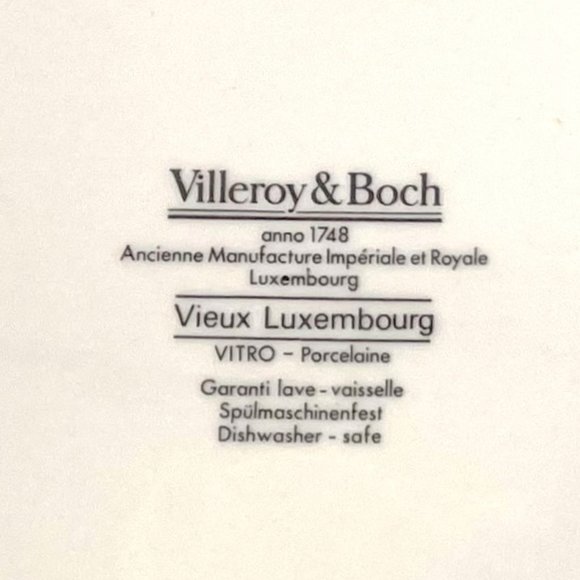 Villeroy & Boch
anno 1748
Ancienne Manufacture Impériale et Royale
Luxembourg
Vieux Luxembourg
VITRO – Porcelaine
Garanti lave - vaisselle
Spülmaschinenfest
Dishwasher - safe